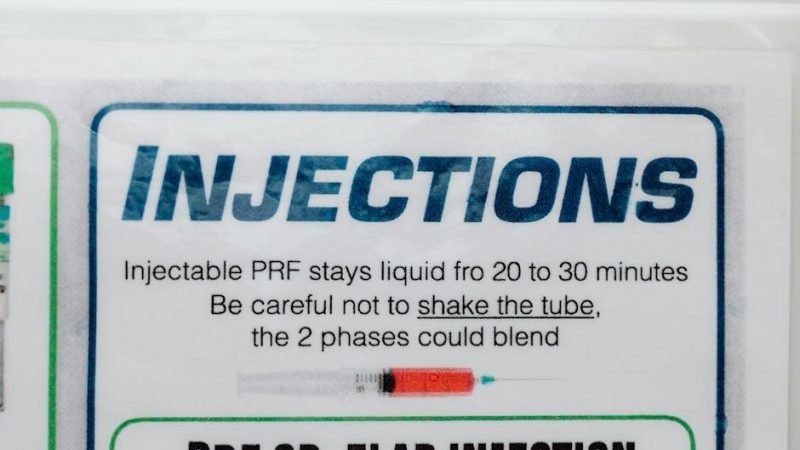 INJECTIONS
Injectable PRF stays liquid fro 20 to 30 minutes
Be careful not to shake the tube,
the 2 phases could blend
INJECTION